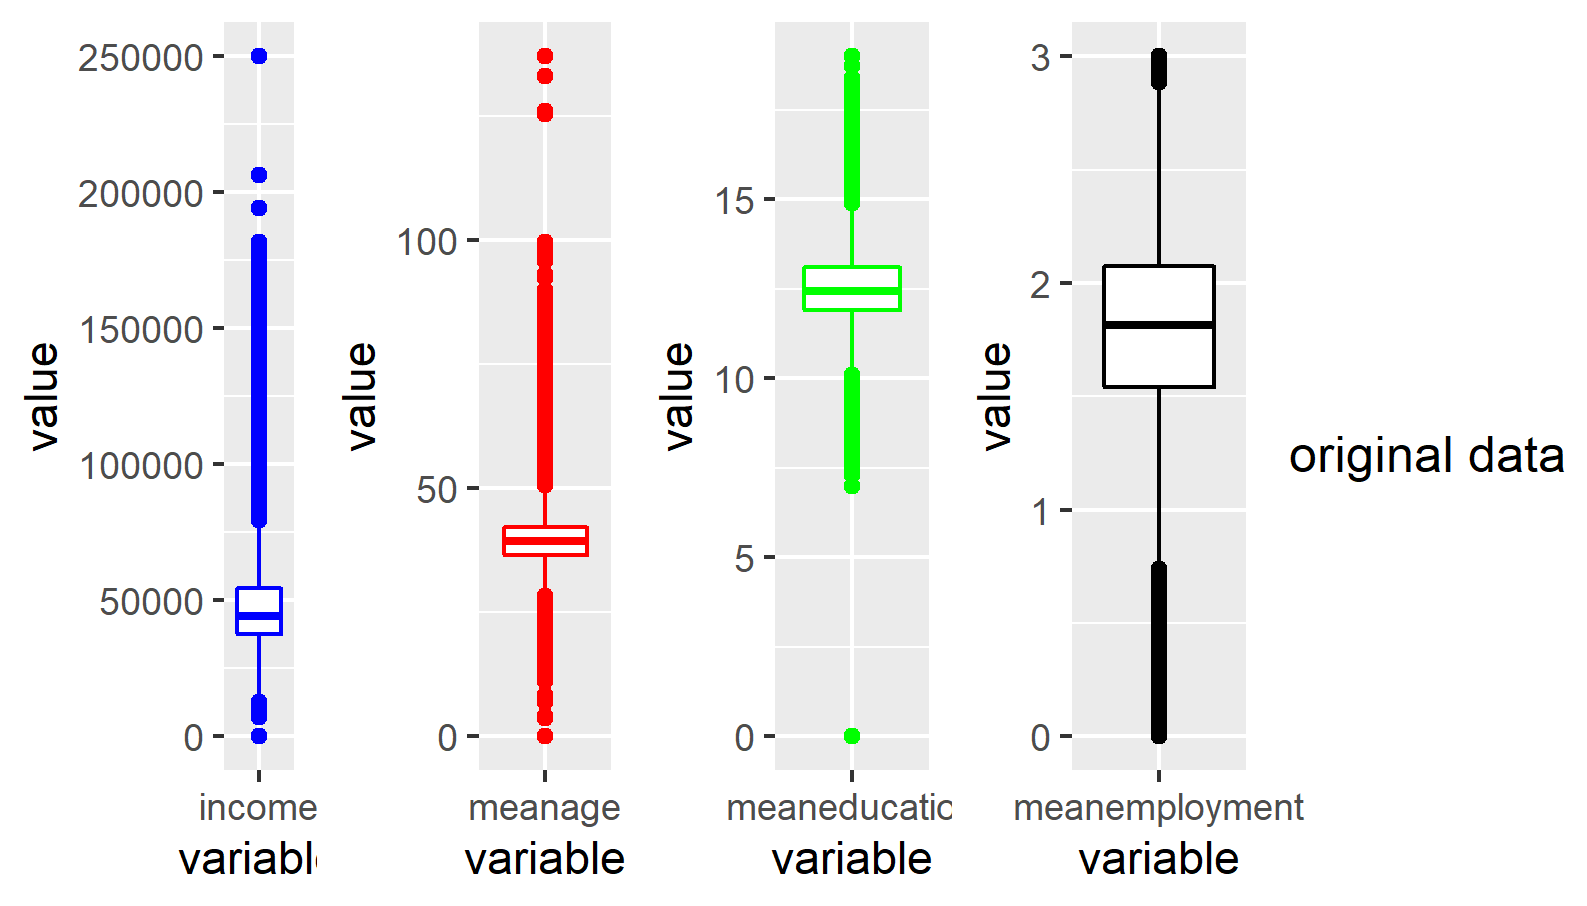 value
250000
200000
150000
100000
50000
0
income
variabl
value
100
50
0
meanage
variable
value
15
10
5
0
meaneducatio
variable
value
3
2
1
0
meanemployment
variable
original data